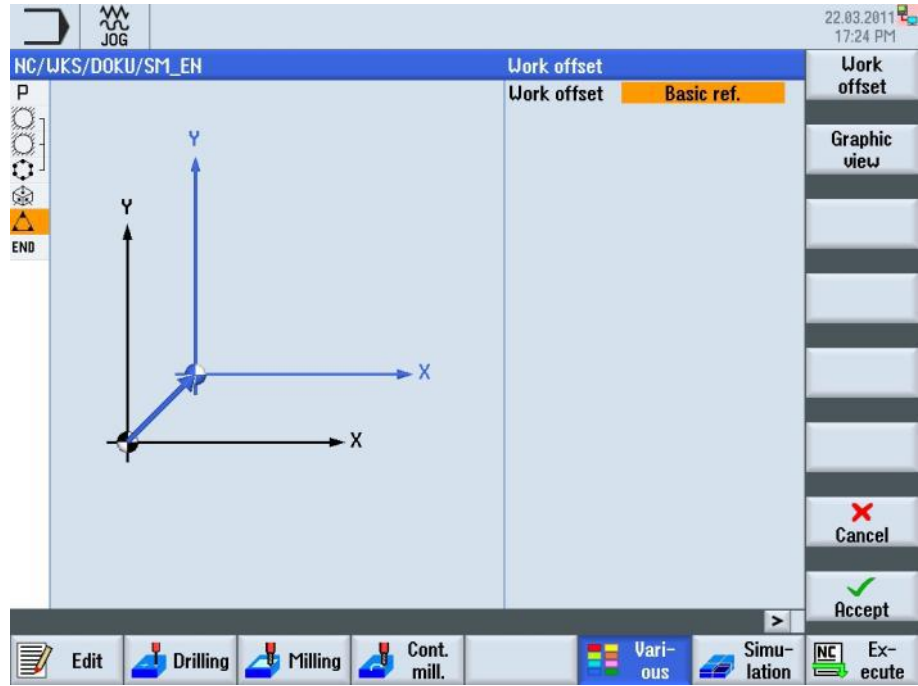 JOG
22.03.2011
17:24 PM
NC/WKS/DOKU/SM_EN
Work offset
Work offset
Basic ref.
P
END
Y
Y
X
X
Work
offset
Graphic
view
Cancel
Accept
>
Edit
Drilling
Milling
Cont.
mill.
Vari-
ous
Simu-
lation
NC
Ex-
ecute